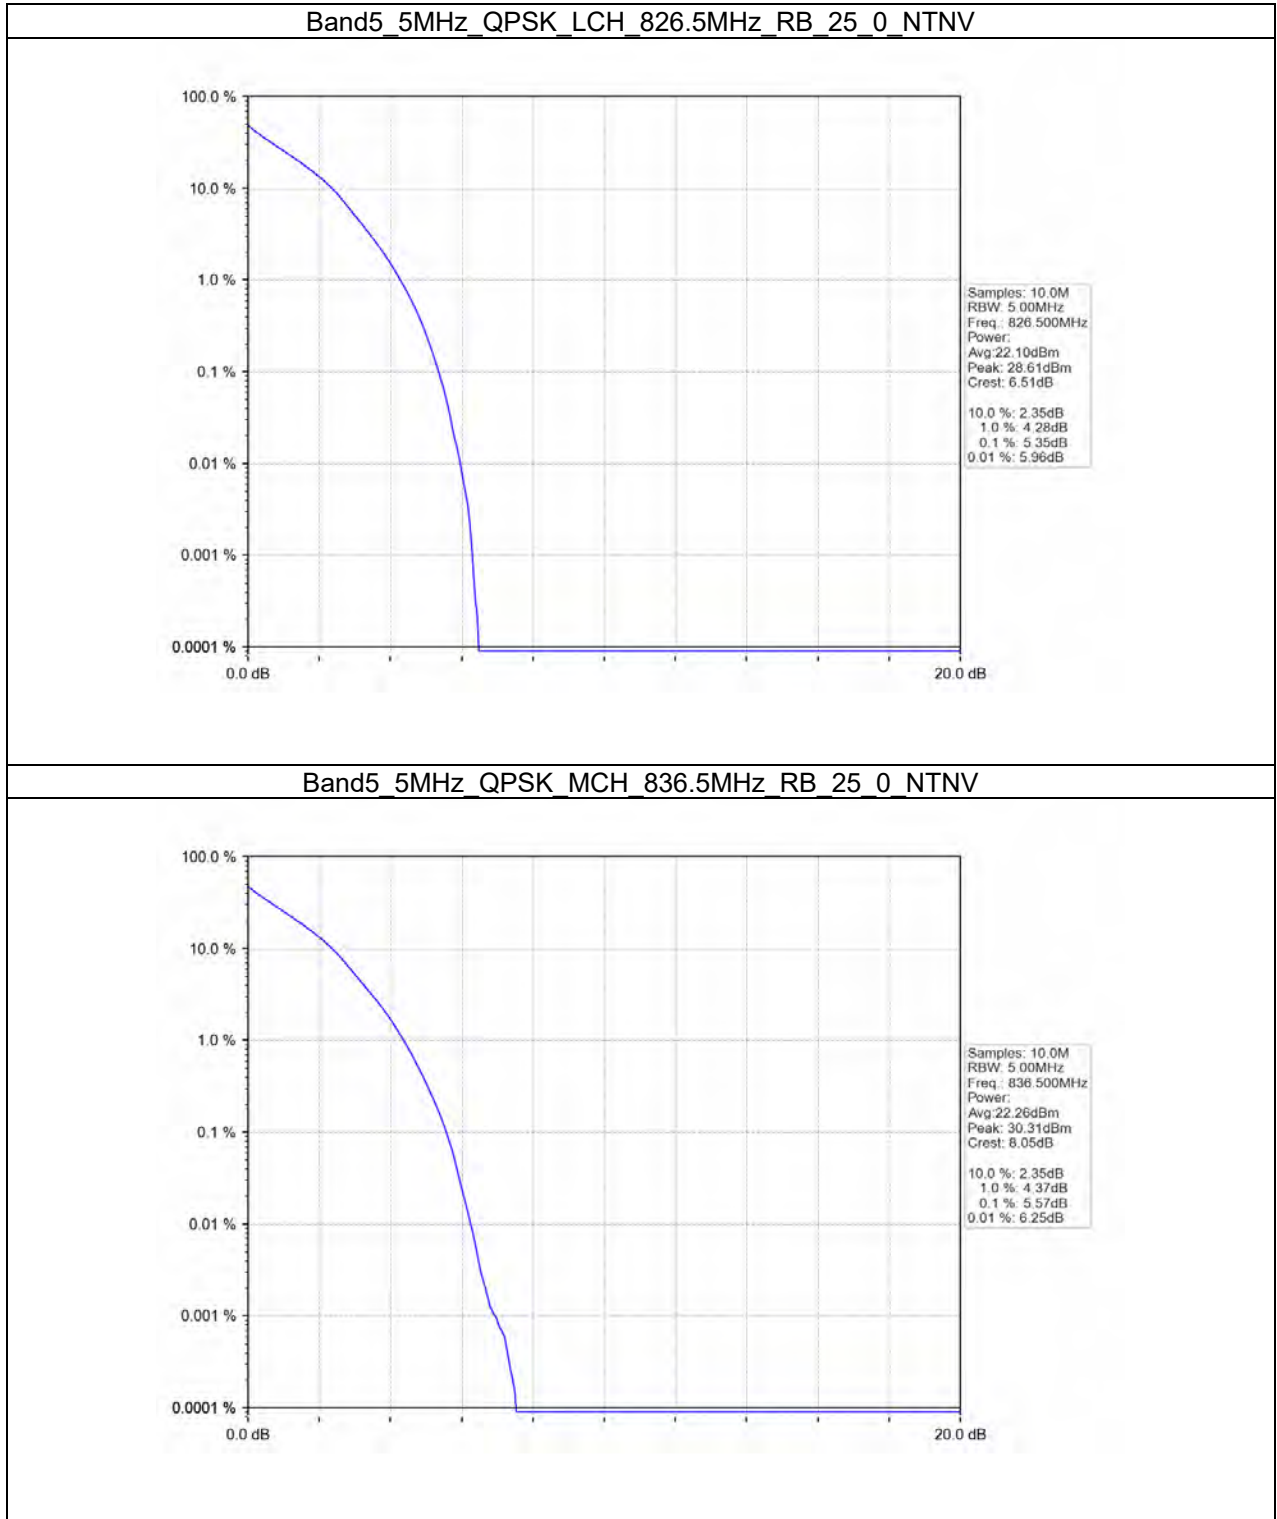 Band5_5MHz_QPSK_LCH_826.5MHz_RB_25_0_NTNV
100.0 %
10.0 %
1.0 %
0.1 %
0.01 %
0.001 %
0.0001 %
0.0 dB
20.0 dB
Samples: 10.0M
RBW: 5.00MHz
Freq.: 826.500MHz
Power:
Avg:22.10dBm
Peak: 28.61dBm
Crest: 6.51dB
10.0 %: 2.35dB
1.0 %: 4.28dB
0.1 %: 5.35dB
0.01 %: 5.96dB
Band5_5MHz_QPSK_MCH_836.5MHz_RB_25_0_NTNV
100.0 %
10.0 %
1.0 %
0.1 %
0.01 %
0.001 %
0.0001 %
0.0 dB
20.0 dB
Samples: 10.0M
RBW: 5.00MHz
Freq.: 836.500MHz
Power:
Avg:22.26dBm
Peak: 30.31dBm
Crest: 8.05dB
10.0 %: 2.35dB
1.0 %: 4.37dB
0.1 %: 5.57dB
0.01 %: 6.25dB